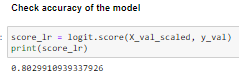 Check accuracy of the model
score_lr = logit.score(X_val_scaled, y_val)
print(score_lr)
0.8029910939337926